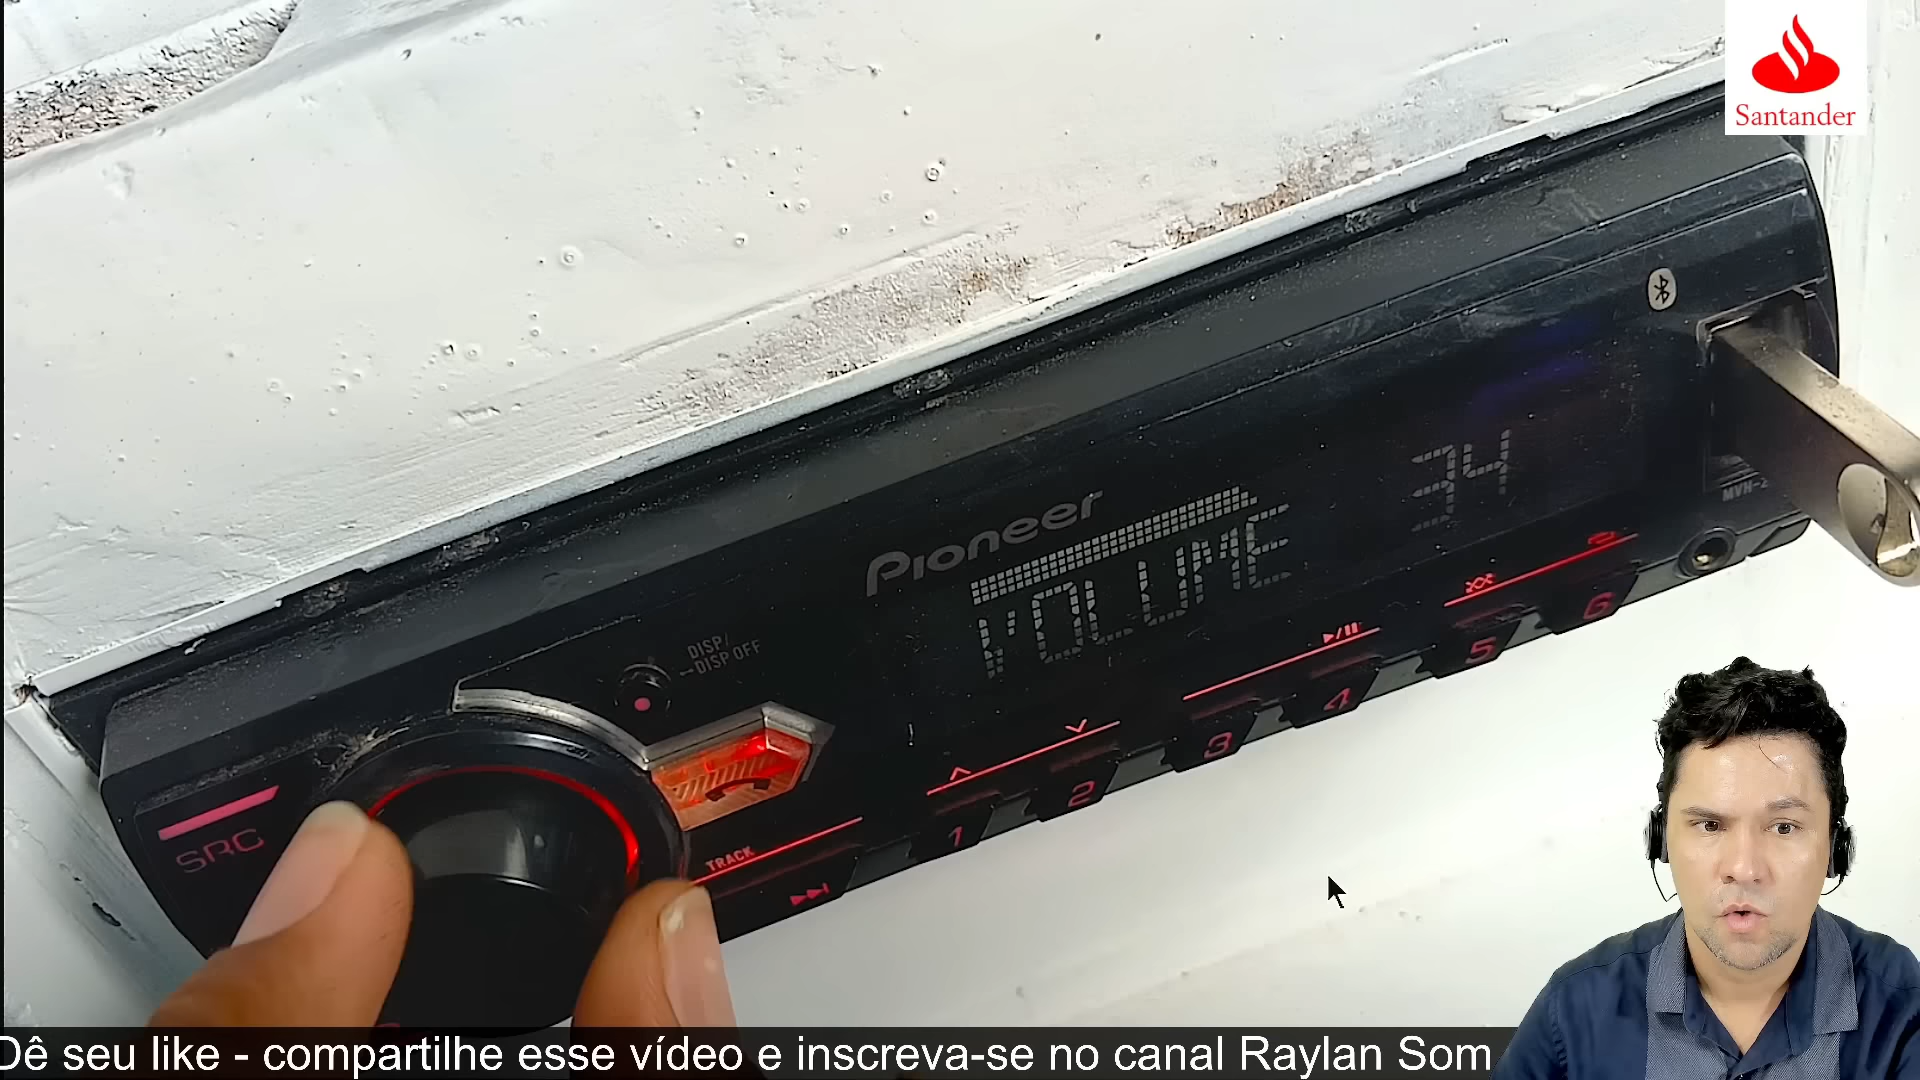 Santander
Pioneer
VOLUME 34
DISP/
DISP OFF
SRC
TRACK
1 2 3 4 5 6
Dê seu like - compartilhe esse vídeo e inscreva-se no canal Raylan Som